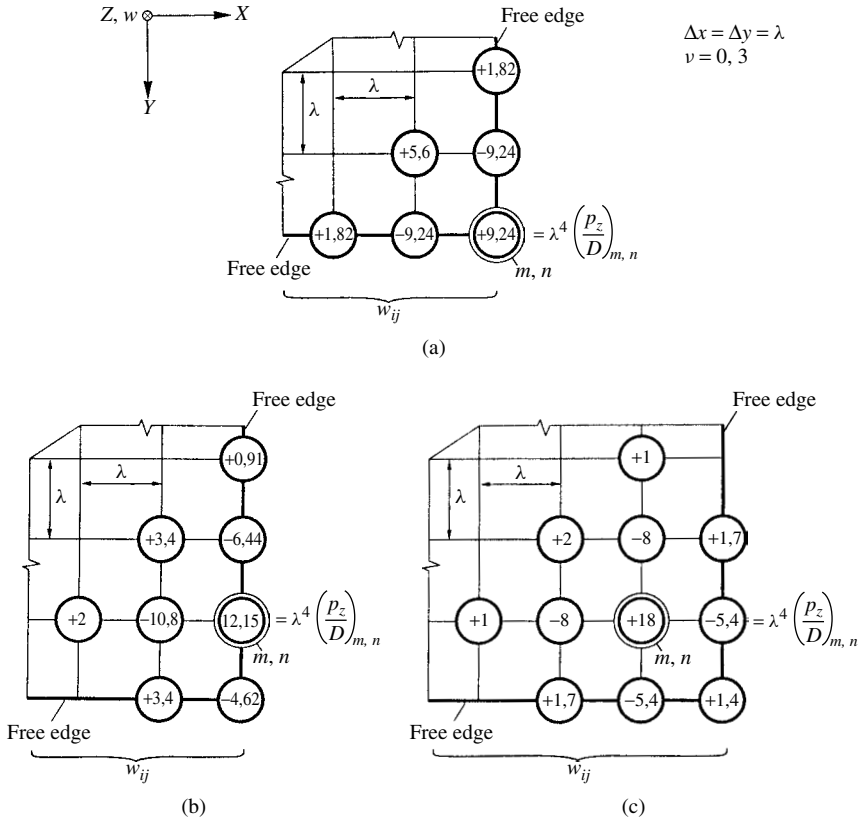 Z, w X
Y
Free edge
Δx = Δy = λ
ν = 0, 3
+1,82
λ
λ
+5,6 −9,24
+1,82 −9,24 +9,24 = λ⁴ (p_z/D)_{m, n}
Free edge
m, n
w_{ij}
(a)
Free edge
+0,91
λ
λ
+3,4 −6,44
+2 −10,8 12,15 = λ⁴ (p_z/D)_{m, n}
m, n
+3,4 −4,62
Free edge
w_{ij}
(b)
Free edge
+1
λ
λ
+2 −8 +1,7
+1 −8 +18 −5,4 = λ⁴ (p_z/D)_{m, n}
m, n
+1,7 −5,4 +1,4
Free edge
w_{ij}
(c)